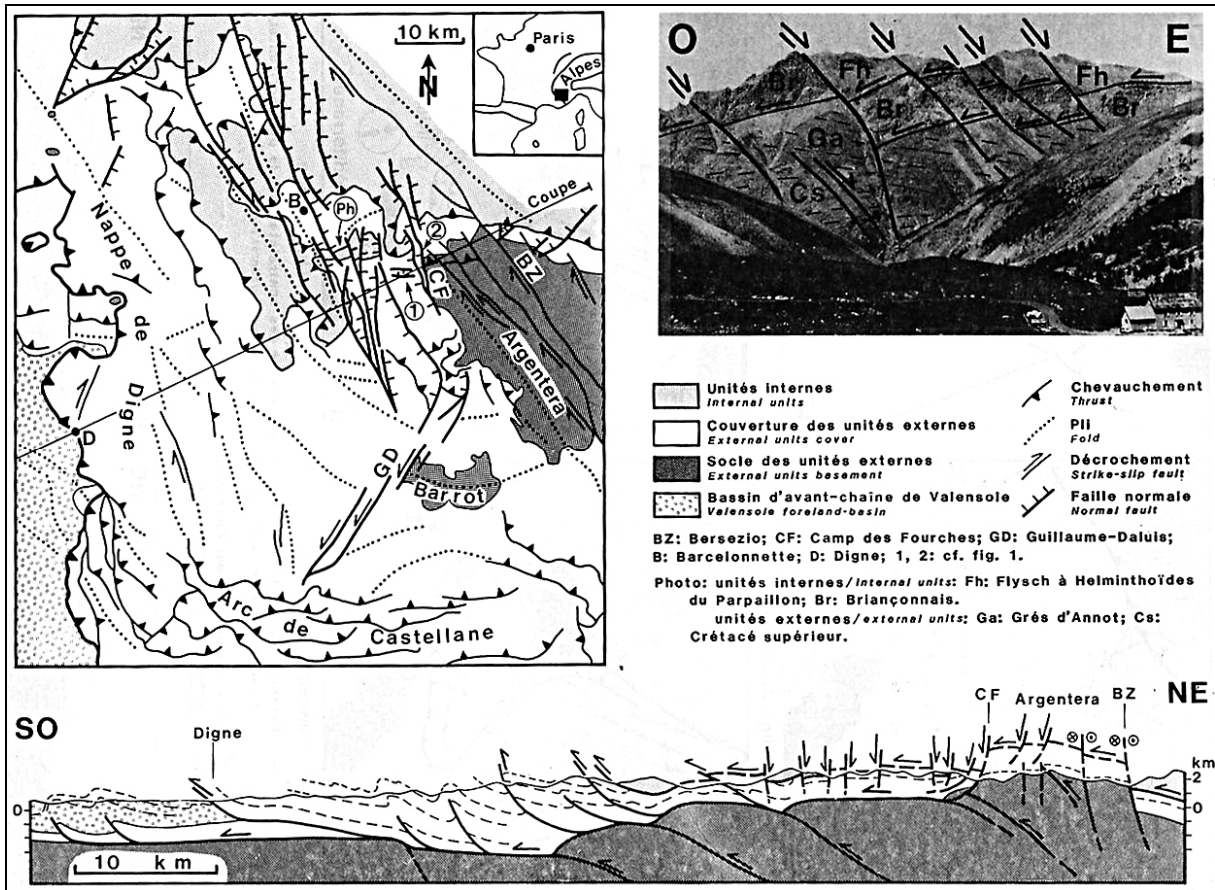 10 km
N
Paris
Alpes
Coupe
B
Ph
2
BZ
CF
1
Nappe
de
Digne
Argentera
D
GD
Barrot
Arc
de
Castellane
O
E
Br
Fh
Fh
Br
Br
Ga
Cs
Unités internes
Internal units
Couverture des unités externes
External units cover
Socle des unités externes
External units basement
Bassin d'avant-chaîne de Valensole
Valensole foreland-basin
Chevauchement
Thrust
Pli
Fold
Décrochement
Strike-slip fault
Faille normale
Normal fault
BZ: Bersezio; CF: Camp des Fourches; GD: Guillaume-Daluis;
B: Barcelonnette; D: Digne; 1, 2: cf. fig. 1.
Photo: unités internes/internal units: Fh: Flysch à Helminthoïdes
du Parpaillon; Br: Briançonnais.
unités externes/external units: Ga: Grés d'Annot; Cs:
Crétacé supérieur.
SO
NE
Digne
CF Argentera BZ
km
2
0
0
10 km